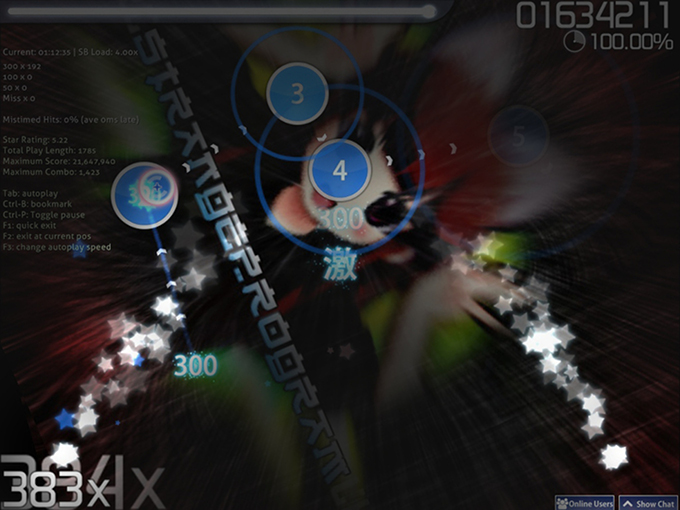 01634211
100.00%
Current: 01:12:35 | SB Load: 4.00x
300 x 192
100 x 0
50 x 0
Miss x 0
Mistimed Hits: 0% (ave 0ms late)
Star Rating: 5.22
Total Play Length: 178s
Maximum Score: 21,647,940
Maximum Combo: 1,423
Tab: autoplay
Ctrl-B: bookmark
Ctrl-P: Toggle pause
F1: quick exit
F2: exit at current pos
F3: change autoplay speed
3
4
5
300
激
300
STRANGEPROGRAM
383x
Online Users
Show Chat